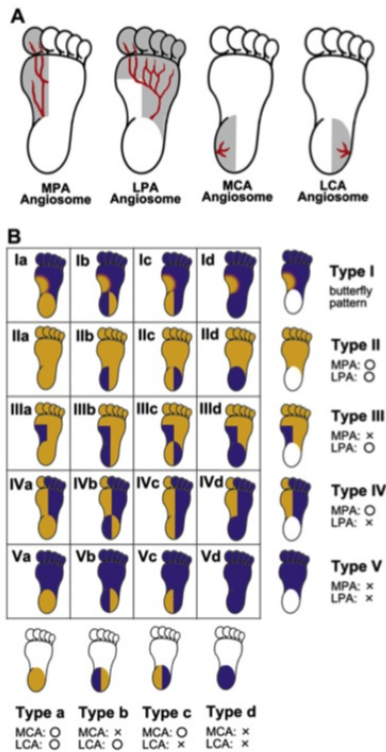 A
MPA Angiosome
LPA Angiosome
MCA Angiosome
LCA Angiosome
B
Ia Ib Ic Id
Type I
butterfly pattern
IIa IIb IIc IId
Type II
MPA: ○
LPA: ○
IIIa IIIb IIIc IIId
Type III
MPA: ×
LPA: ○
IVa IVb IVc IVd
Type IV
MPA: ○
LPA: ×
Va Vb Vc Vd
Type V
MPA: ×
LPA: ×
Type a
MCA: ○
LCA: ○
Type b
MCA: ×
LCA: ○
Type c
MCA: ○
LCA: ×
Type d
MCA: ×
LCA: ×